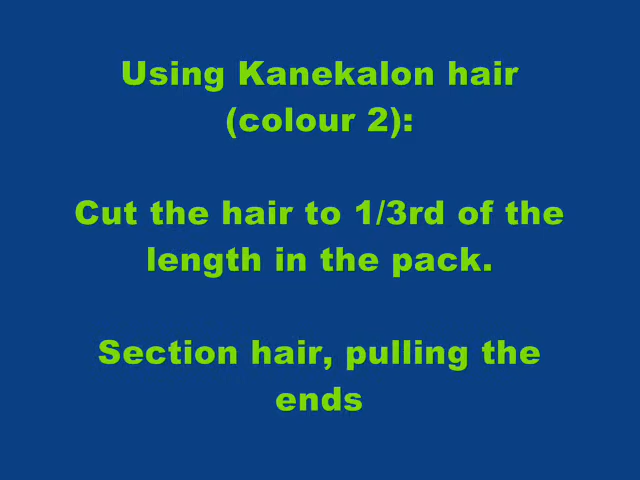 Using Kanekalon hair
(colour 2):
Cut the hair to 1/3rd of the
length in the pack.
Section hair, pulling the
ends